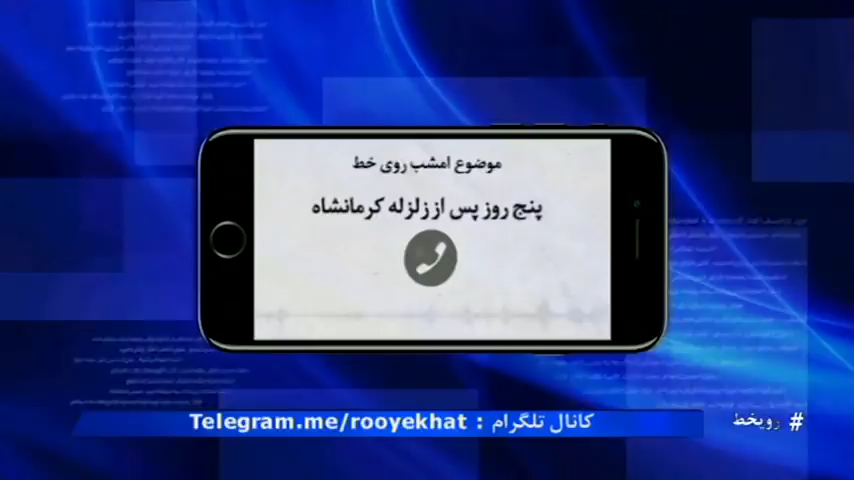 موضوع امشب روی خط
پنج روز پس از زلزله کرمانشاه
کانال تلگرام : Telegram.me/rooyekhat
# رویخط